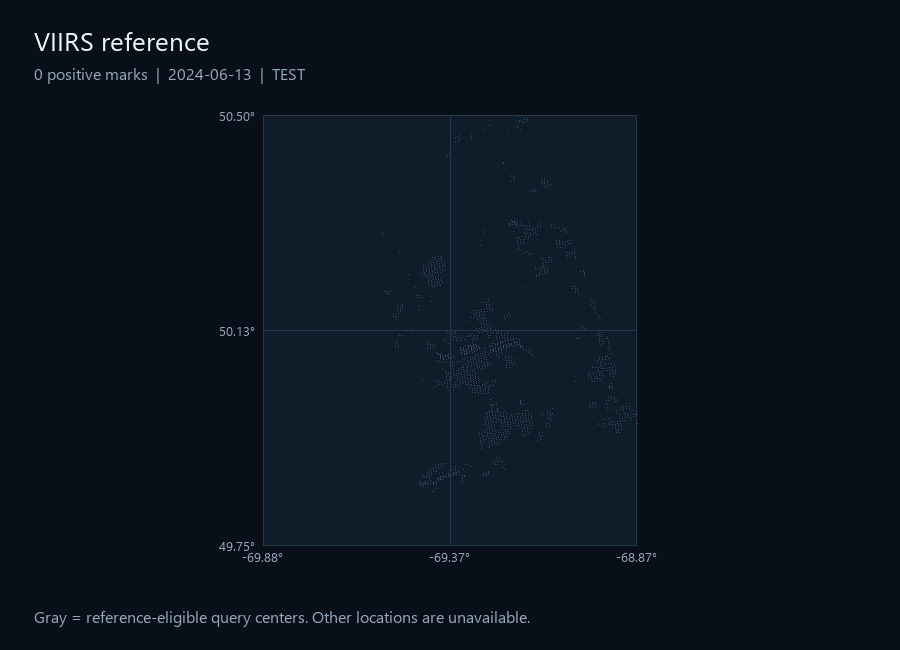 VIIRS reference
0 positive marks | 2024-06-13 | TEST
50.50°
50.13°
49.75°
-69.88° -69.37° -68.87°
Gray = reference-eligible query centers. Other locations are unavailable.